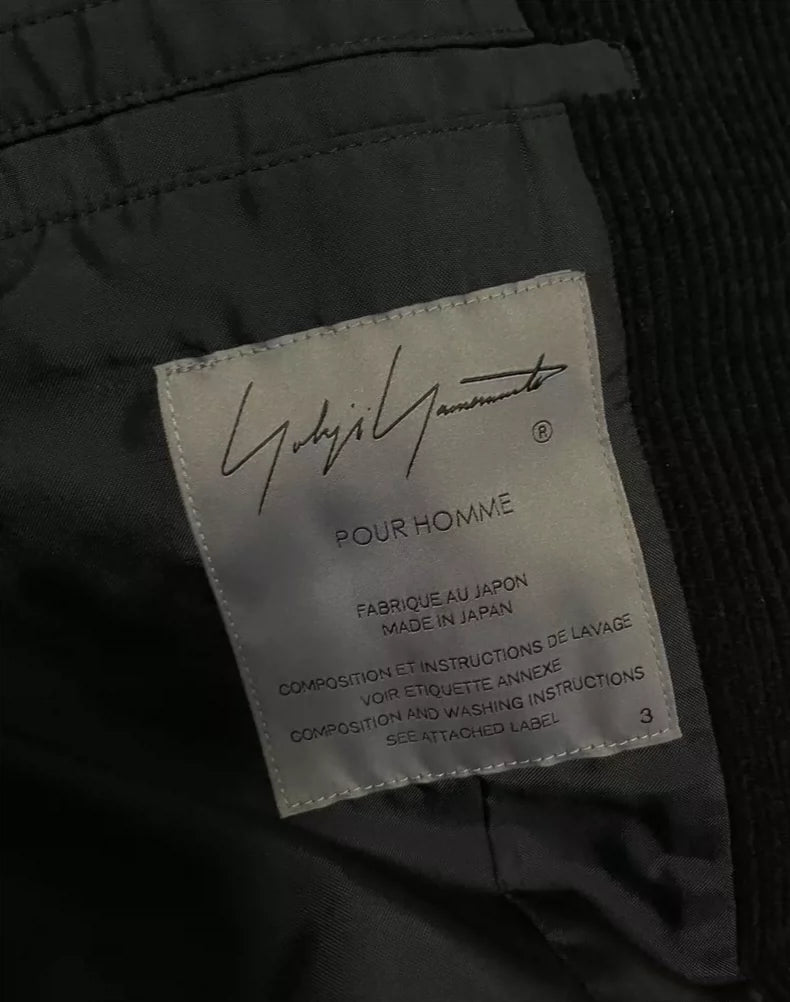 Yohji Yamamoto
®
POUR HOMME
FABRIQUE AU JAPON
MADE IN JAPAN
COMPOSITION ET INSTRUCTIONS DE LAVAGE
VOIR ETIQUETTE ANNEXE
COMPOSITION AND WASHING INSTRUCTIONS
SEE ATTACHED LABEL
3